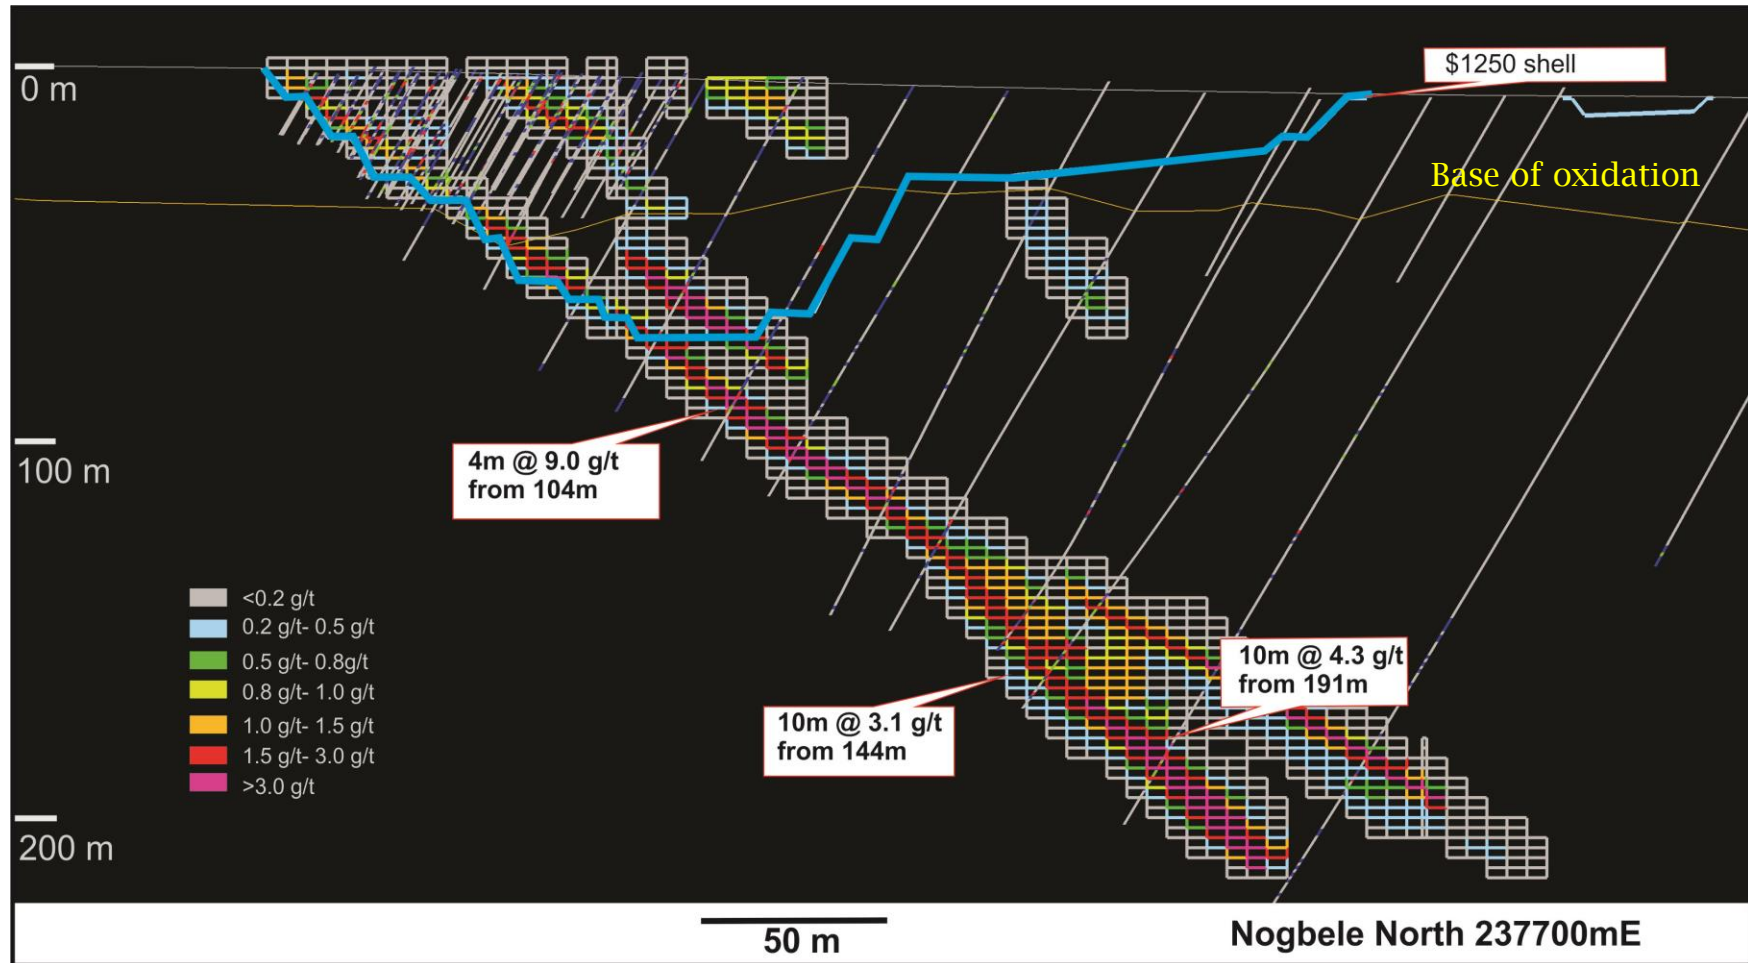 $1250 shell
0 m
Base of oxidation
4m @ 9.0 g/t
from 104m
100 m
<0.2 g/t
0.2 g/t- 0.5 g/t
0.5 g/t- 0.8g/t
0.8 g/t- 1.0 g/t
1.0 g/t- 1.5 g/t
1.5 g/t- 3.0 g/t
>3.0 g/t
10m @ 4.3 g/t
from 191m
10m @ 3.1 g/t
from 144m
200 m
50 m
Nogbele North 237700mE